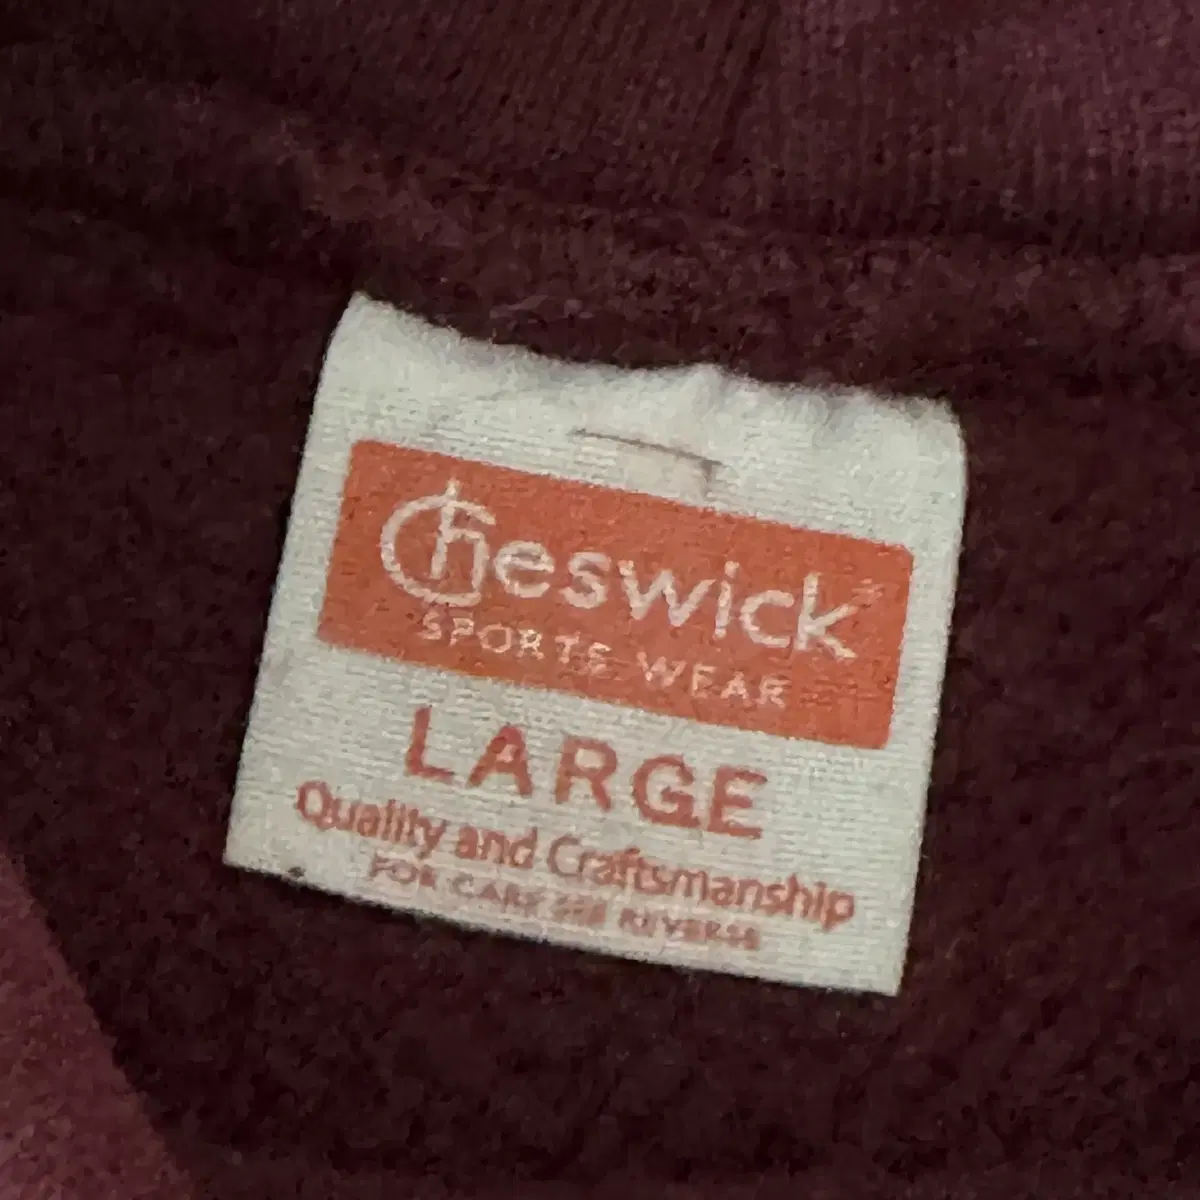 Cheswick
SPORTS WEAR
LARGE
Quality and Craftsmanship
FOR CARE SEE REVERSE